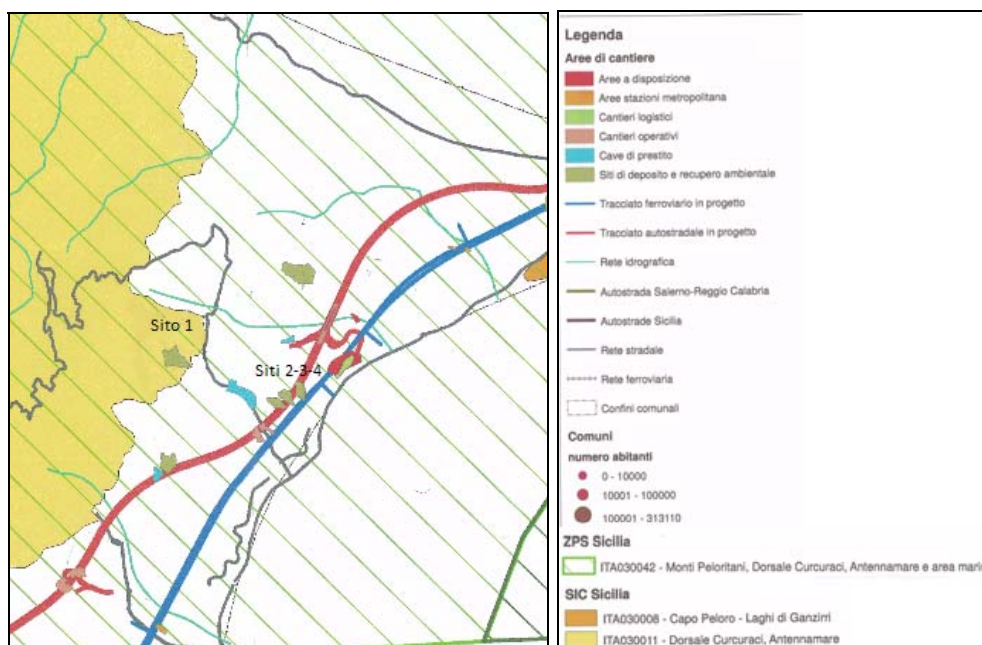 Sito 1
Siti 2-3-4
Legenda
Aree di cantiere
Aree a disposizione
Aree stazioni metropolitana
Cantieri logistici
Cantieri operativi
Cave di prestito
Siti di deposito e recupero ambientale
Tracciato ferroviario in progetto
Tracciato autostradale in progetto
Rete idrografica
Autostrada Salerno-Reggio Calabria
Autostrade Sicilia
Rete stradale
Rete ferroviaria
Confini comunali
Comuni
numero abitanti
0 - 10000
10001 - 100000
100001 - 313110
ZPS Sicilia
ITA030042 - Monti Peloritani, Dorsale Curcuraci, Antennamare e area marin
SIC Sicilia
ITA030008 - Capo Peloro - Laghi di Ganzirri
ITA030011 - Dorsale Curcuraci, Antennamare